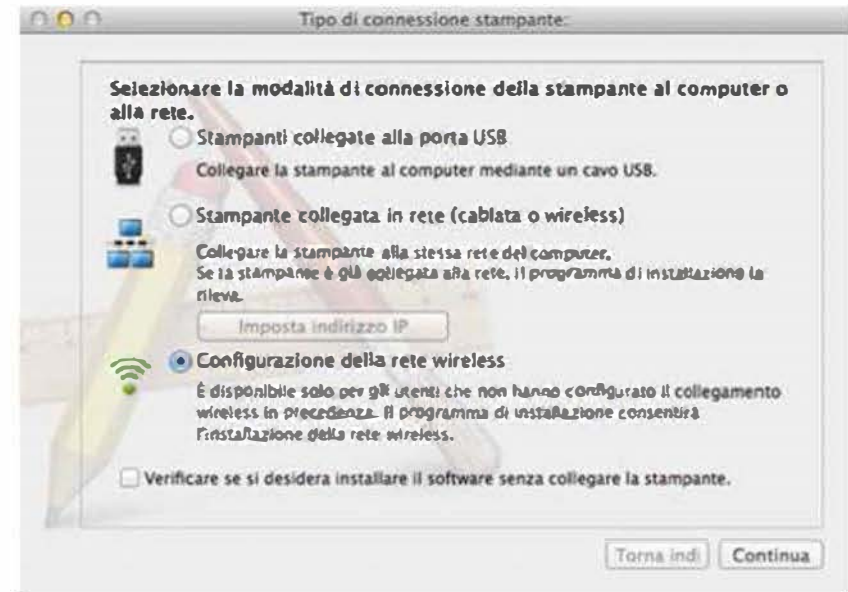 Tipo di connessione stampante:
Selezionare la modalità di connessione della stampante al computer o
alla rete.
Stampanti collegate alla porta USB
Collegare la stampante al computer mediante un cavo USB.
Stampante collegata in rete (cablata o wireless)
Collegare la stampante alla stessa rete del computer.
Se la stampante è già collegata alla rete, il programma di installazione la
rileva.
Imposta indirizzo IP
Configurazione della rete wireless
È disponibile solo per gli utenti che non hanno configurato il collegamento
wireless in precedenza. Il programma di installazione consentirà
l'installazione della rete wireless.
Verificare se si desidera installare il software senza collegare la stampante.
Torna indi
Continua